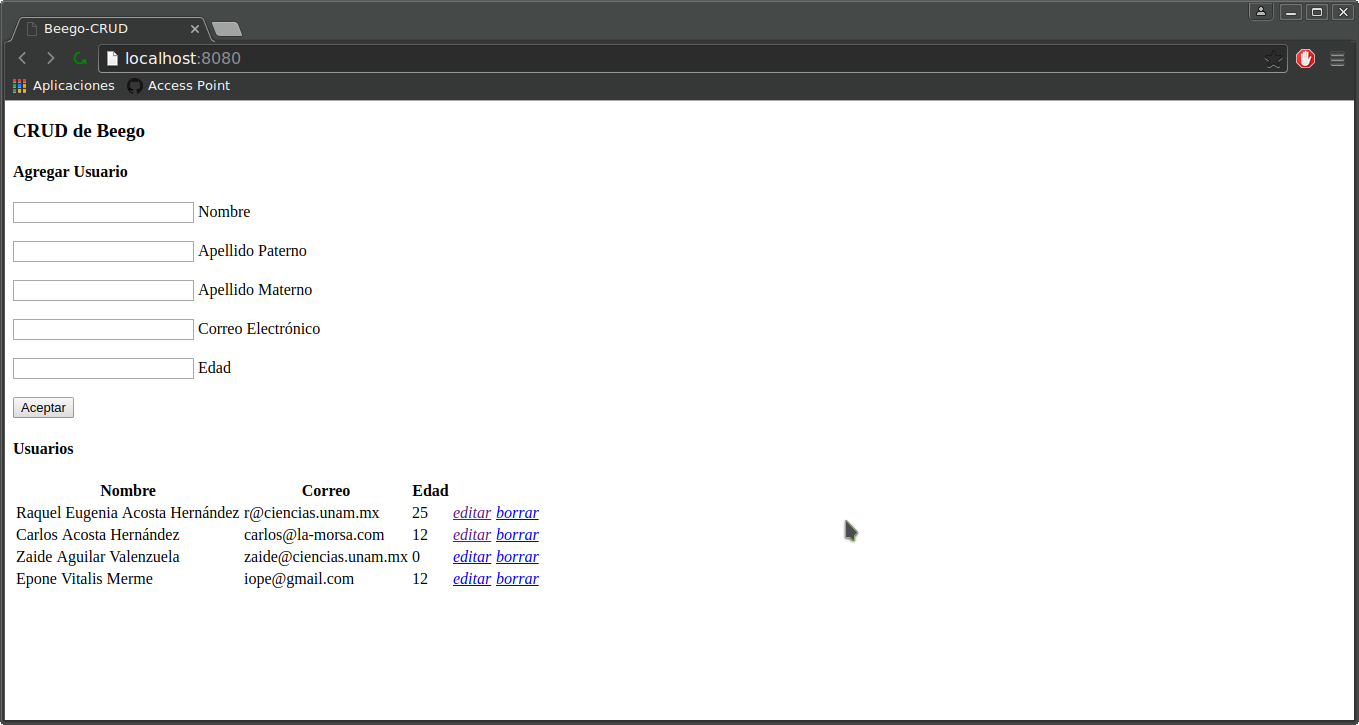 Beego-CRUD
localhost:8080
Aplicaciones Access Point
CRUD de Beego
Agregar Usuario
Nombre
Apellido Paterno
Apellido Materno
Correo Electrónico
Edad
Aceptar
Usuarios
Nombre Correo Edad
Raquel Eugenia Acosta Hernández r@ciencias.unam.mx 25 editar borrar
Carlos Acosta Hernández carlos@la-morsa.com 12 editar borrar
Zaide Aguilar Valenzuela zaide@ciencias.unam.mx 0 editar borrar
Epone Vitalis Merme iope@gmail.com 12 editar borrar